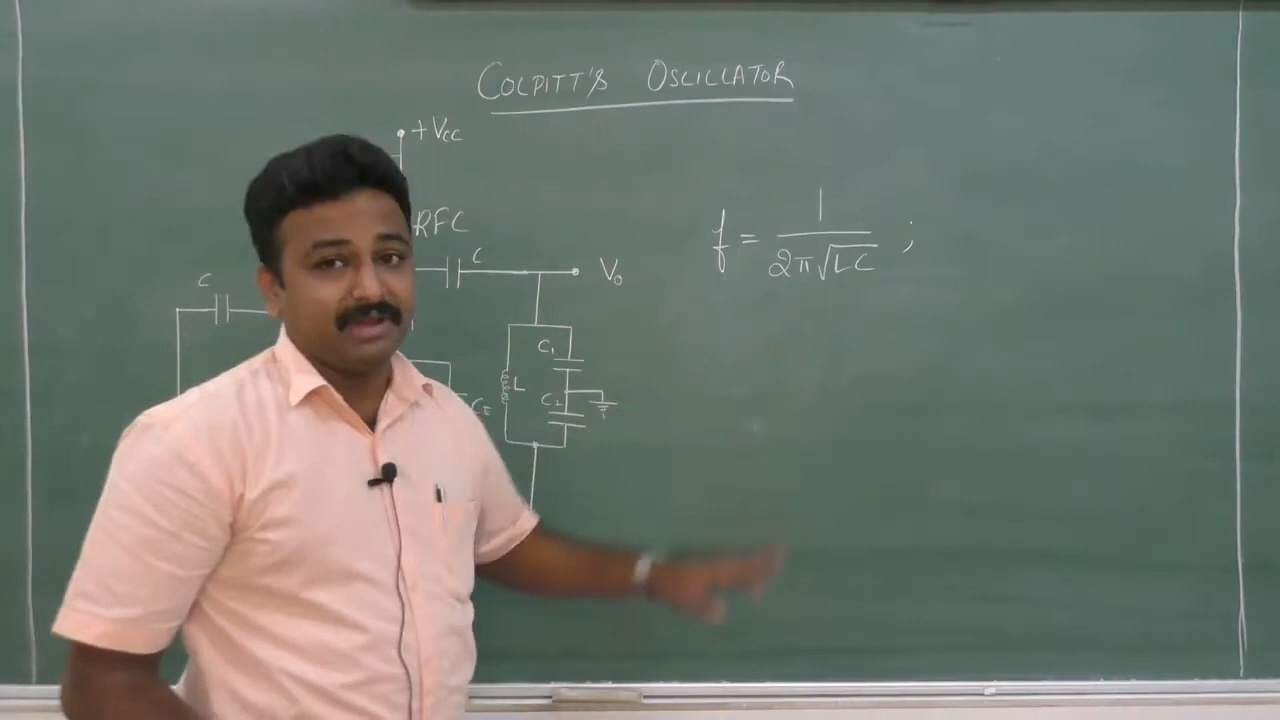 COLPITT'S OSCILLATOR
+VCC
RFC
C
V0
C
C1
L
C2
CE
f = 1 / 2π√LC ;